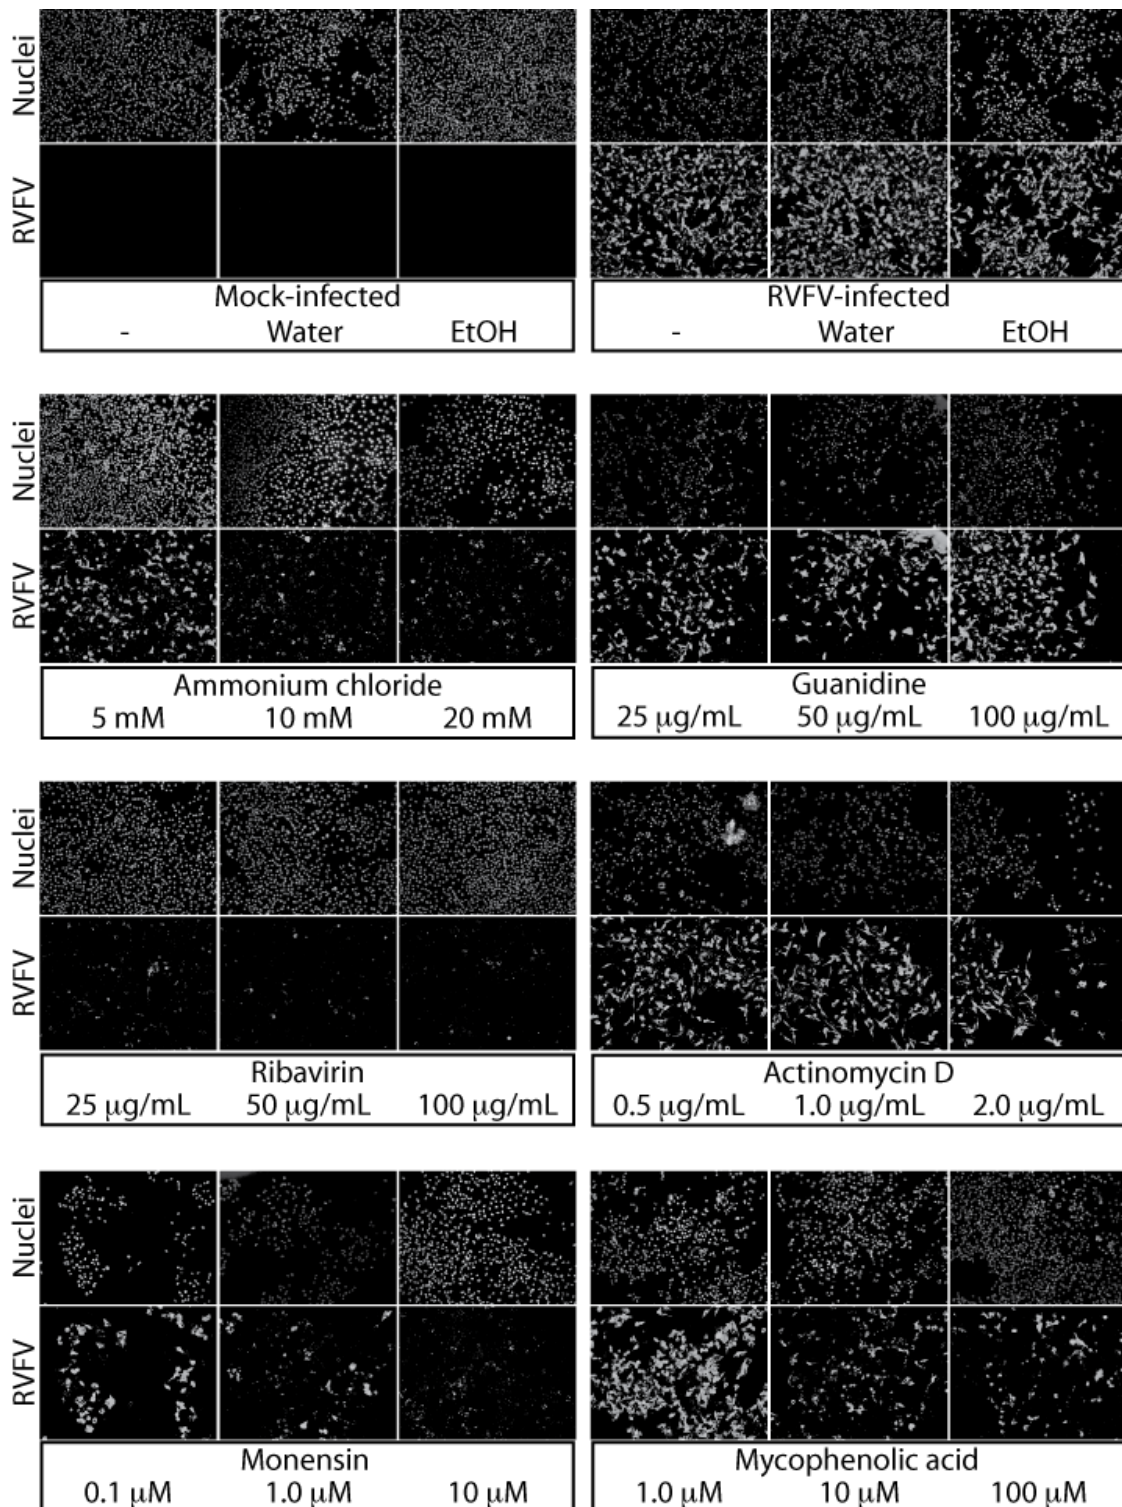 Nuclei
RVFV
Mock-infected
- Water EtOH
RVFV-infected
- Water EtOH
Nuclei
RVFV
Ammonium chloride
5 mM 10 mM 20 mM
Guanidine
25 μg/mL 50 μg/mL 100 μg/mL
Nuclei
RVFV
Ribavirin
25 μg/mL 50 μg/mL 100 μg/mL
Actinomycin D
0.5 μg/mL 1.0 μg/mL 2.0 μg/mL
Nuclei
RVFV
Monensin
0.1 μM 1.0 μM 10 μM
Mycophenolic acid
1.0 μM 10 μM 100 μM